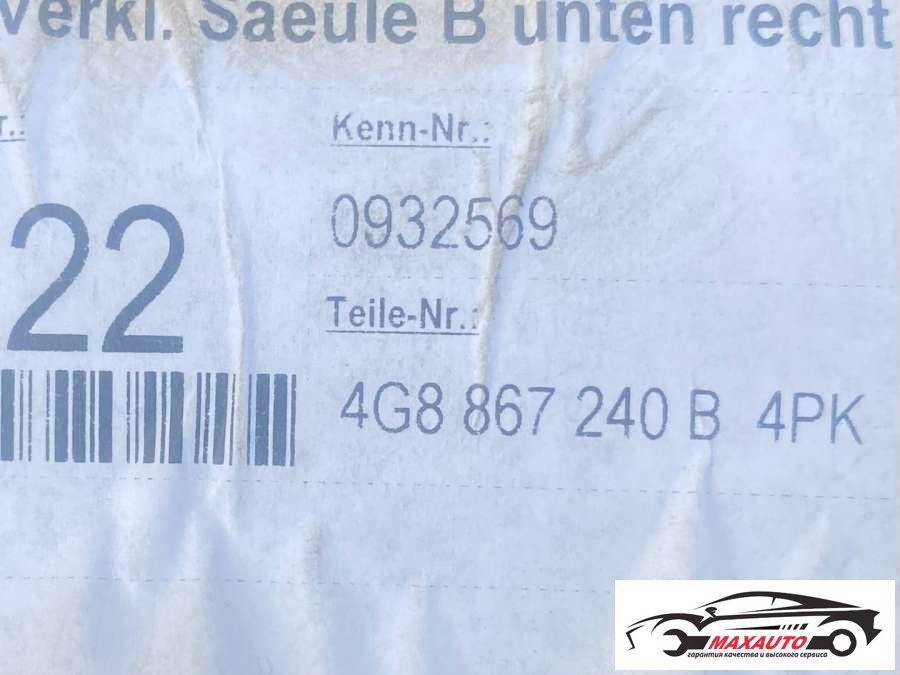 Verkl. Saeule B unten recht
r.:
Kenn-Nr.:
22
0932569
Teile-Nr.:
4G8 867 240 B 4PK
MAXAUTO
гарантия качества и высокого сервиса